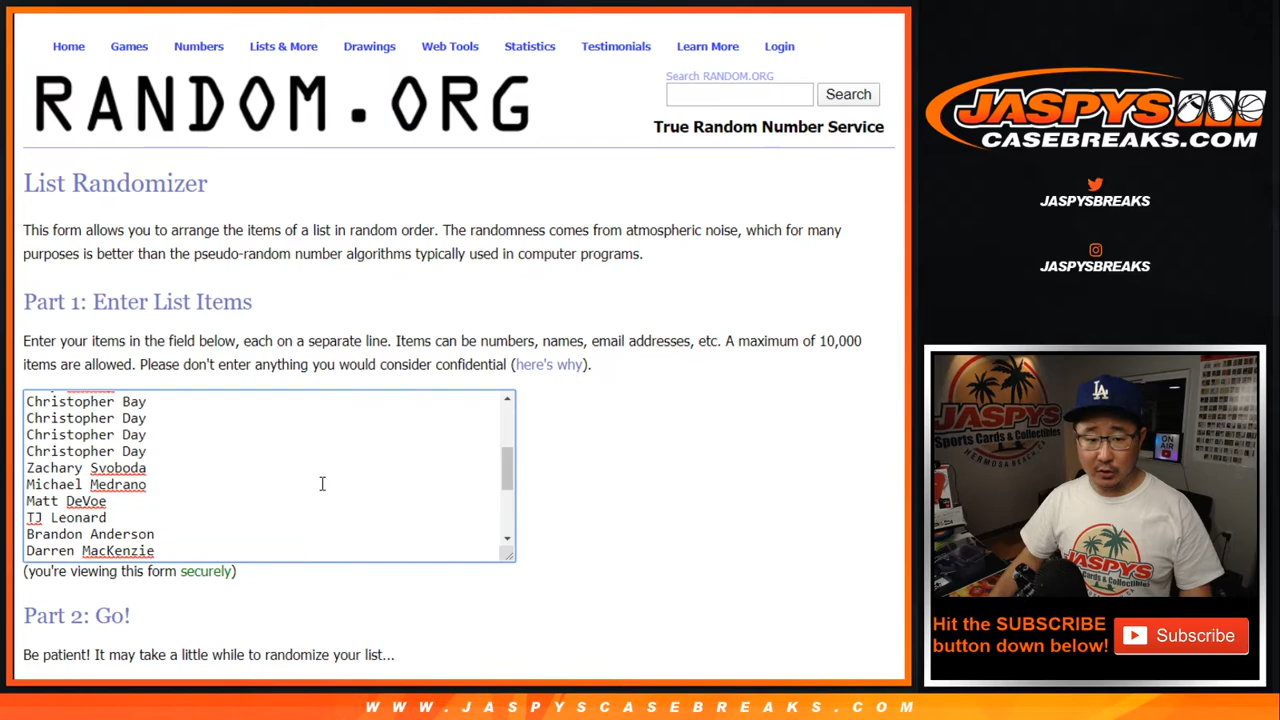 Home Games Numbers Lists & More Drawings Web Tools Statistics Testimonials Learn More Login
RANDOM.ORG
Search RANDOM.ORG
Search
True Random Number Service
List Randomizer
This form allows you to arrange the items of a list in random order. The randomness comes from atmospheric noise, which for many
purposes is better than the pseudo-random number algorithms typically used in computer programs.
Part 1: Enter List Items
Enter your items in the field below, each on a separate line. Items can be numbers, names, email addresses, etc. A maximum of 10,000
items are allowed. Please don't enter anything you would consider confidential (here's why).
Christopher Bay
Christopher Day
Christopher Day
Christopher Day
Zachary Svoboda
Michael Medrano
Matt DeVoe
TJ Leonard
Brandon Anderson
Darren MacKenzie
(you're viewing this form securely)
Part 2: Go!
Be patient! It may take a little while to randomize your list...
JASPYS
CASEBREAKS.COM
JASPYSBREAKS
JASPYSBREAKS
JASPYS
Sports Cards & Collectibles
HERMOSA BEACH
ON AIR
LA
JASPYS
Hit the SUBSCRIBE
button down below!
Subscribe
WWW.JASPYSCASEBREAKS.COM